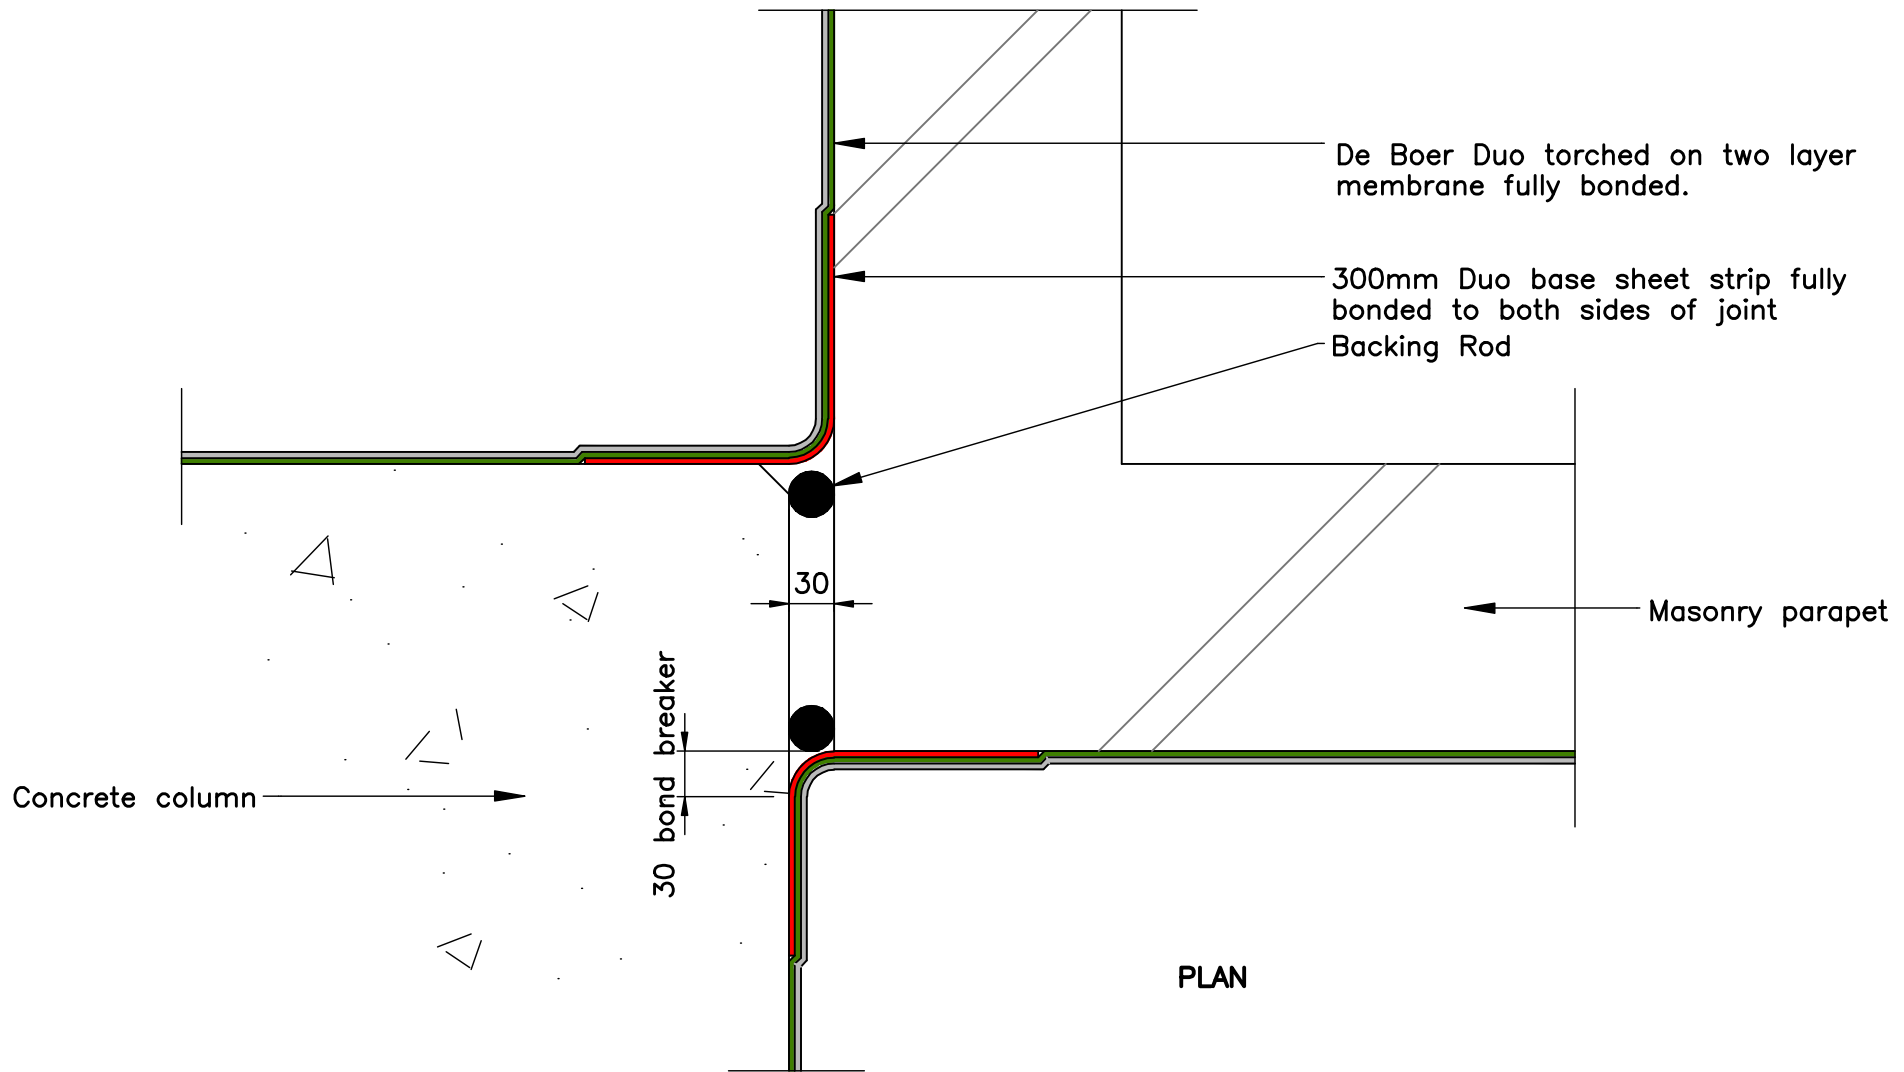 De Boer Duo torched on two layer
membrane fully bonded.
300mm Duo base sheet strip fully
bonded to both sides of joint
Backing Rod
30
Masonry parapet
30 bond breaker
Concrete column
PLAN